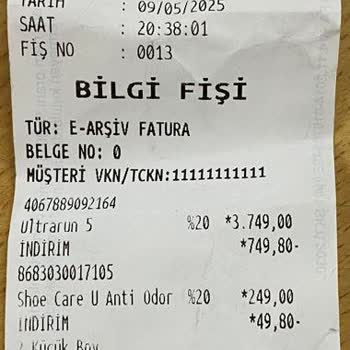 TARİH : 09/05/2025
SAAT : 20:38:01
FİŞ NO : 0013
BİLGİ FİŞİ
TÜR: E-ARŞİV FATURA
BELGE NO: 0
MÜŞTERİ VKN/TCKN:11111111111
4067889092164
Ultrarun 5 %20 *3.749,00
İNDİRİM *749,80-
8683030017105
Shoe Care U Anti Odor %20 *249,00
İNDİRİM *49,80-
Küçük Boy